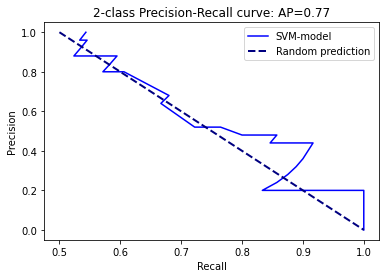 2-class Precision-Recall curve: AP=0.77
SVM-model
Random prediction
Precision
1.0
0.8
0.6
0.4
0.2
0.0
0.5 0.6 0.7 0.8 0.9 1.0
Recall